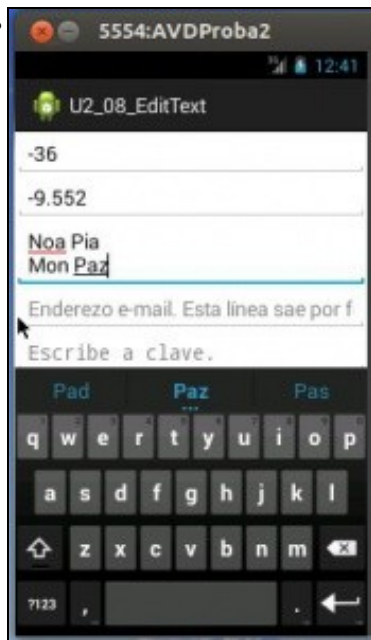 5554:AVDProba2
12:41
U2_08_EditText
-36
-9.552
Noa Pia
Mon Paz
Enderezo e-mail. Esta línea sae por f
Escribe a clave.
Pad Paz Pas
q w e r t y u i o p
a s d f g h j k l
z x c v b n m
?123 , .